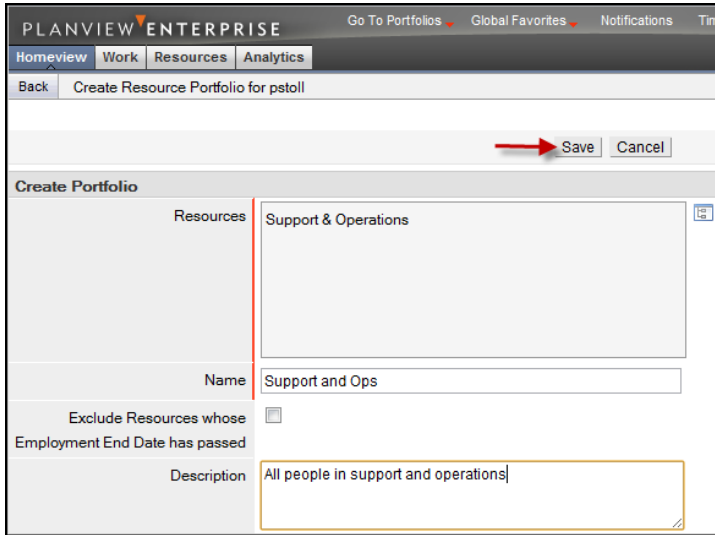 PLANVIEW ENTERPRISE Go To Portfolios Global Favorites Notifications
Homeview Work Resources Analytics
Back Create Resource Portfolio for pstoll
Save Cancel
Create Portfolio
Resources Support & Operations
Name Support and Ops
Exclude Resources whose
Employment End Date has passed
Description All people in support and operations